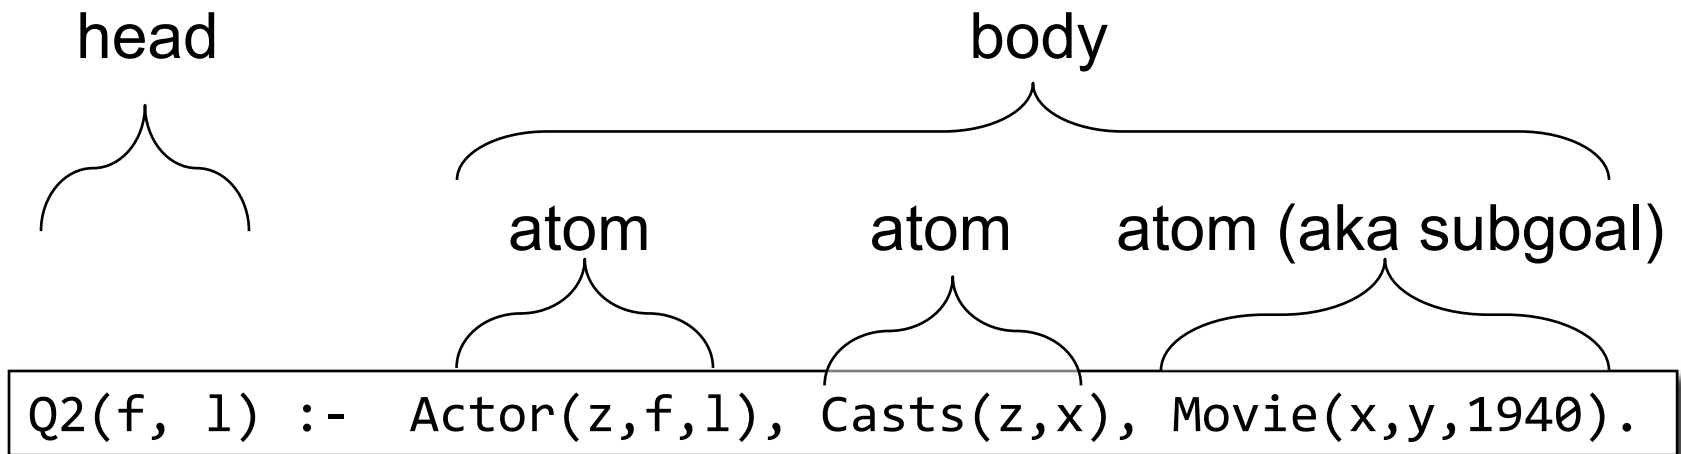 head body
atom atom atom (aka subgoal)
Q2(f, l) :- Actor(z,f,l), Casts(z,x), Movie(x,y,1940).